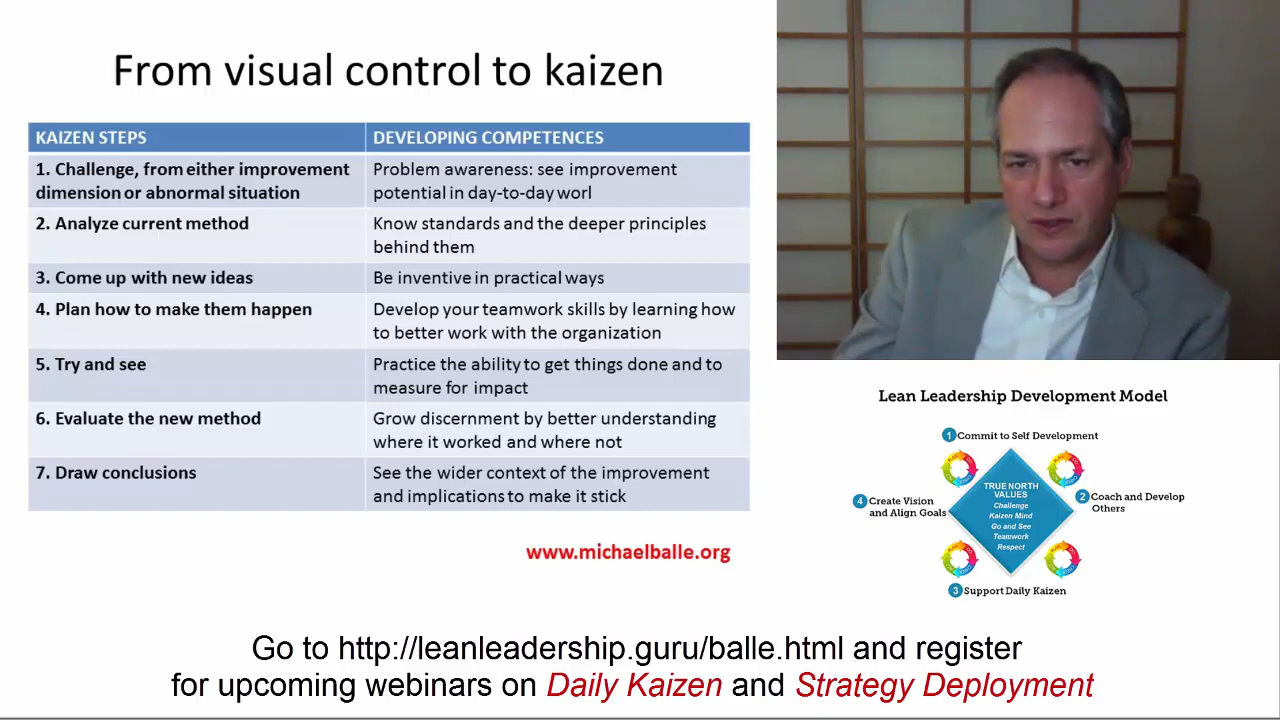 From visual control to kaizen
KAIZEN STEPS
DEVELOPING COMPETENCES
1. Challenge, from either improvement
dimension or abnormal situation
Problem awareness: see improvement
potential in day-to-day worl
2. Analyze current method
Know standards and the deeper principles
behind them
3. Come up with new ideas
Be inventive in practical ways
4. Plan how to make them happen
Develop your teamwork skills by learning how
to better work with the organization
5. Try and see
Practice the ability to get things done and to
measure for impact
6. Evaluate the new method
Grow discernment by better understanding
where it worked and where not
7. Draw conclusions
See the wider context of the improvement
and implications to make it stick
www.michaelballe.org
Lean Leadership Development Model
1 Commit to Self Development
TRUE NORTH
VALUES
Challenge
Kaizen Mind
Go and See
Teamwork
Respect
2 Coach and Develop
Others
3 Support Daily Kaizen
4 Create Vision
and Align Goals
Go to http://leanleadership.guru/balle.html and register
for upcoming webinars on Daily Kaizen and Strategy Deployment